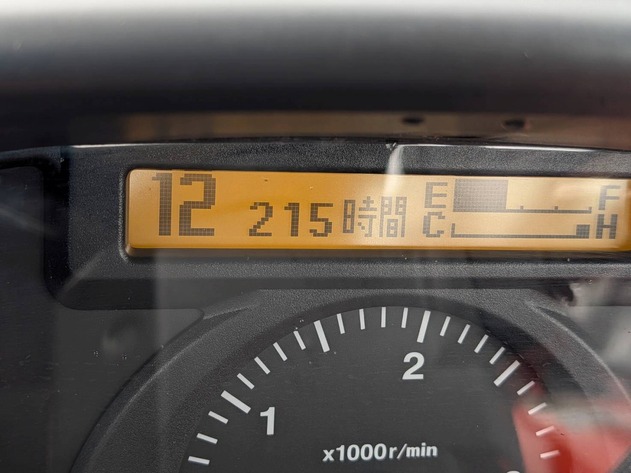 12 215時間 E F
C H
1 2
x1000r/min